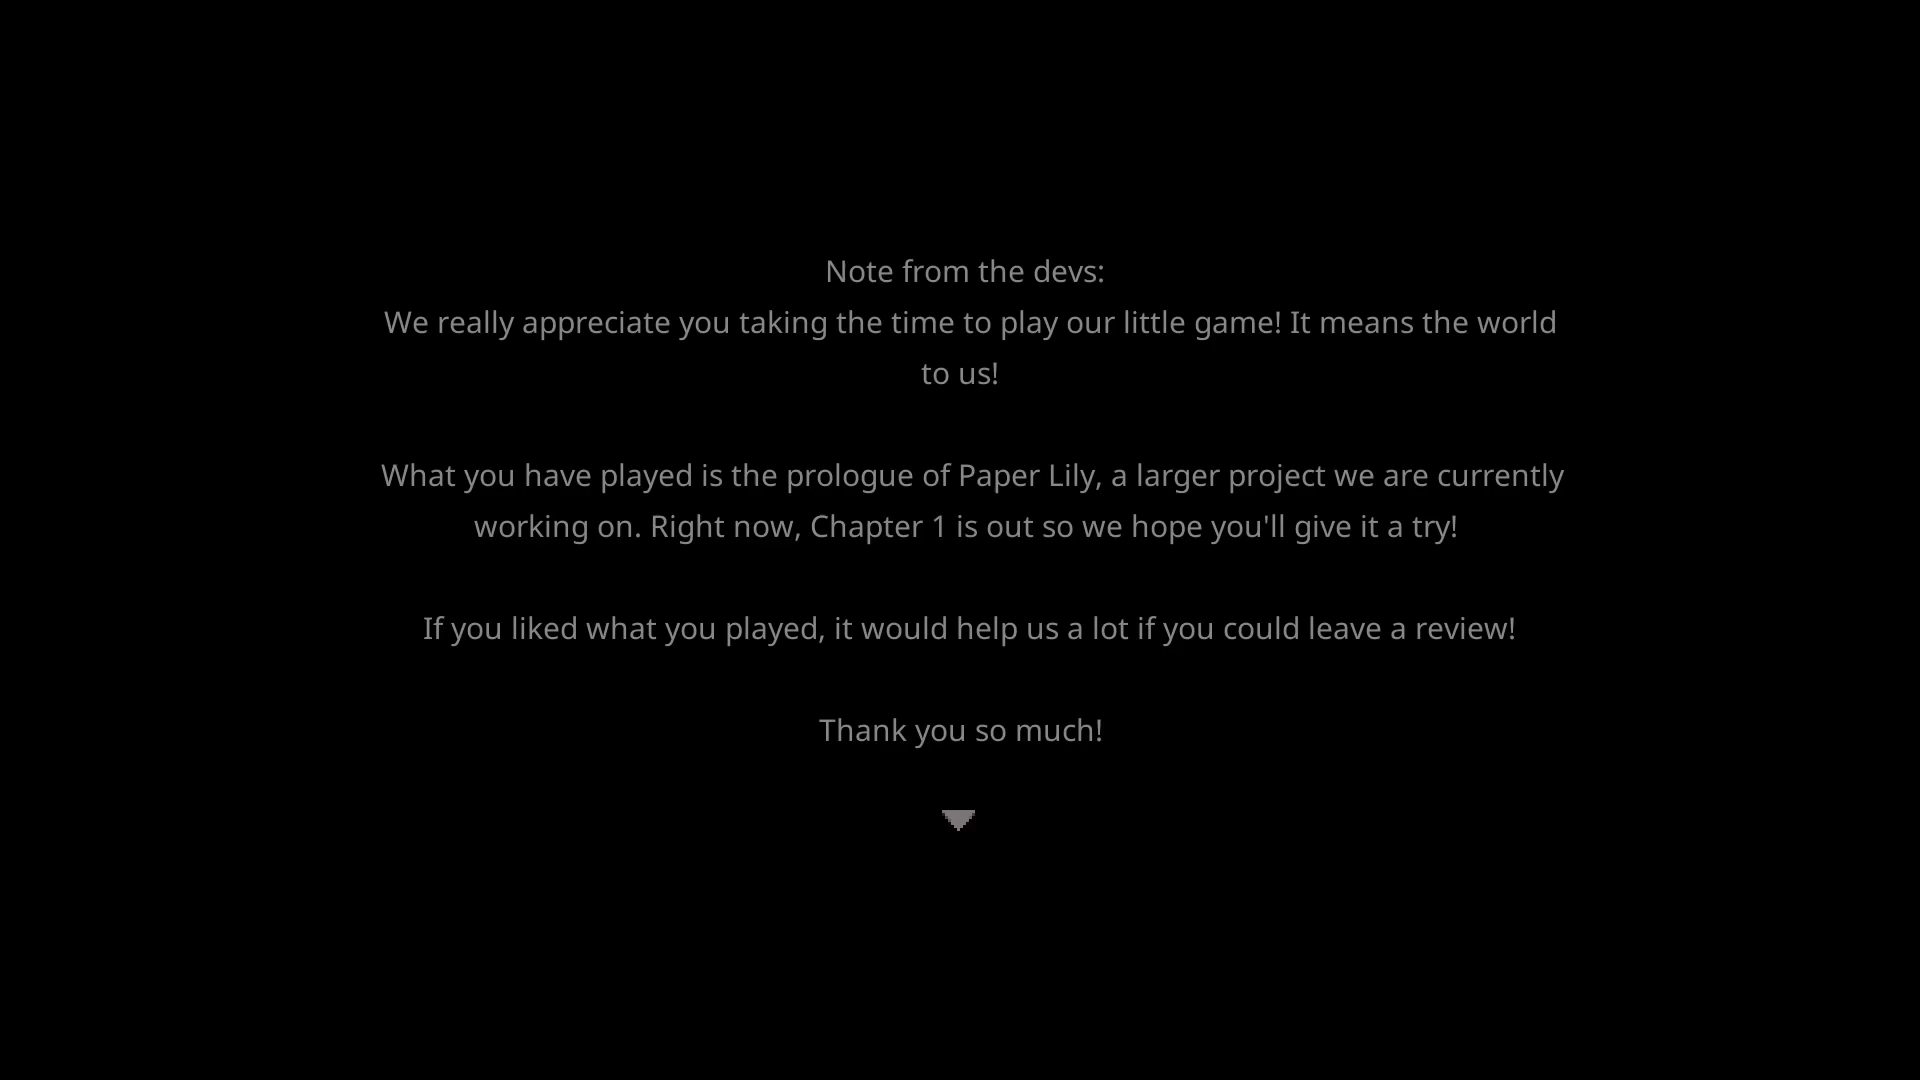 Note from the devs:
We really appreciate you taking the time to play our little game! It means the world
to us!
What you have played is the prologue of Paper Lily, a larger project we are currently
working on. Right now, Chapter 1 is out so we hope you'll give it a try!
If you liked what you played, it would help us a lot if you could leave a review!
Thank you so much!